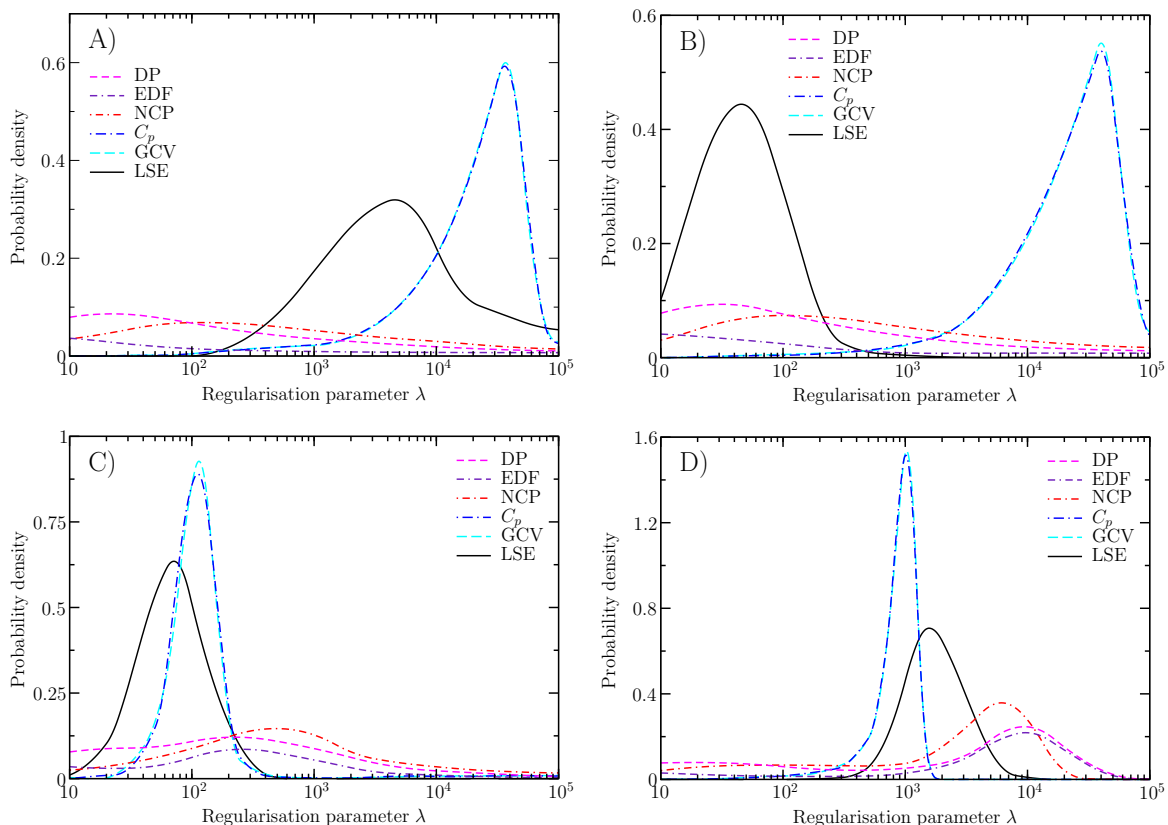 A)
DP
EDF
NCP
C_p
GCV
LSE
0.6
0.4
0.2
0
Probability density
10
10^2
10^3
10^4
10^5
Regularisation parameter λ
B)
DP
EDF
NCP
C_p
GCV
LSE
0.6
0.4
0.2
0
Probability density
10
10^2
10^3
10^4
10^5
Regularisation parameter λ
C)
DP
EDF
NCP
C_p
GCV
LSE
1
0.75
0.5
0.25
0
Probability density
10
10^2
10^3
10^4
10^5
Regularisation parameter λ
D)
DP
EDF
NCP
C_p
GCV
LSE
1.6
1.2
0.8
0.4
0
Probability density
10
10^2
10^3
10^4
10^5
Regularisation parameter λ